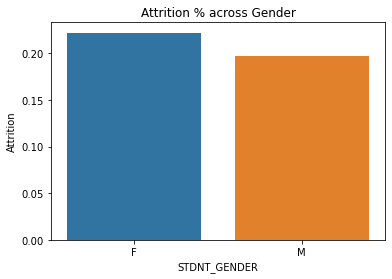 Attrition % across Gender
0.20
0.15
0.10
0.05
0.00
Attrition
F
M
STDNT_GENDER